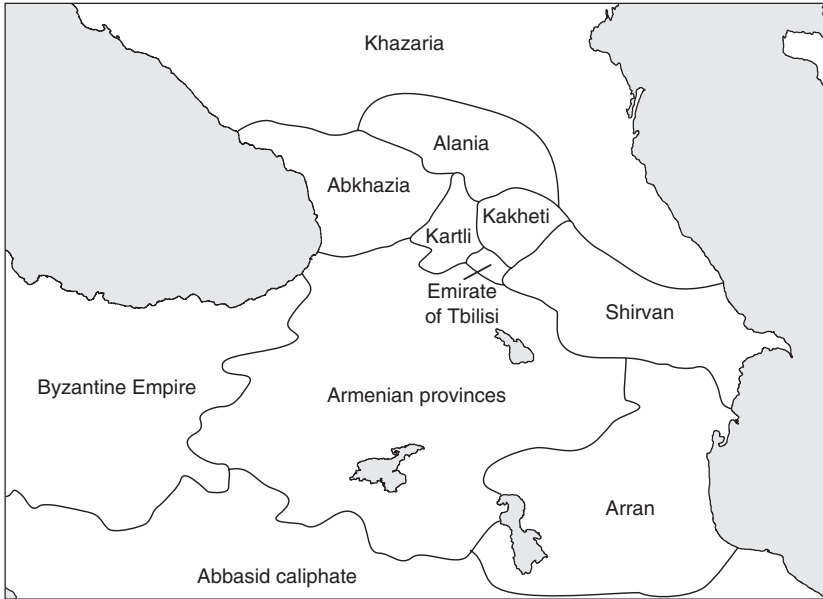 Khazaria
Alania
Abkhazia
Kakheti
Kartli
Emirate
of Tbilisi
Shirvan
Byzantine Empire
Armenian provinces
Arran
Abbasid caliphate